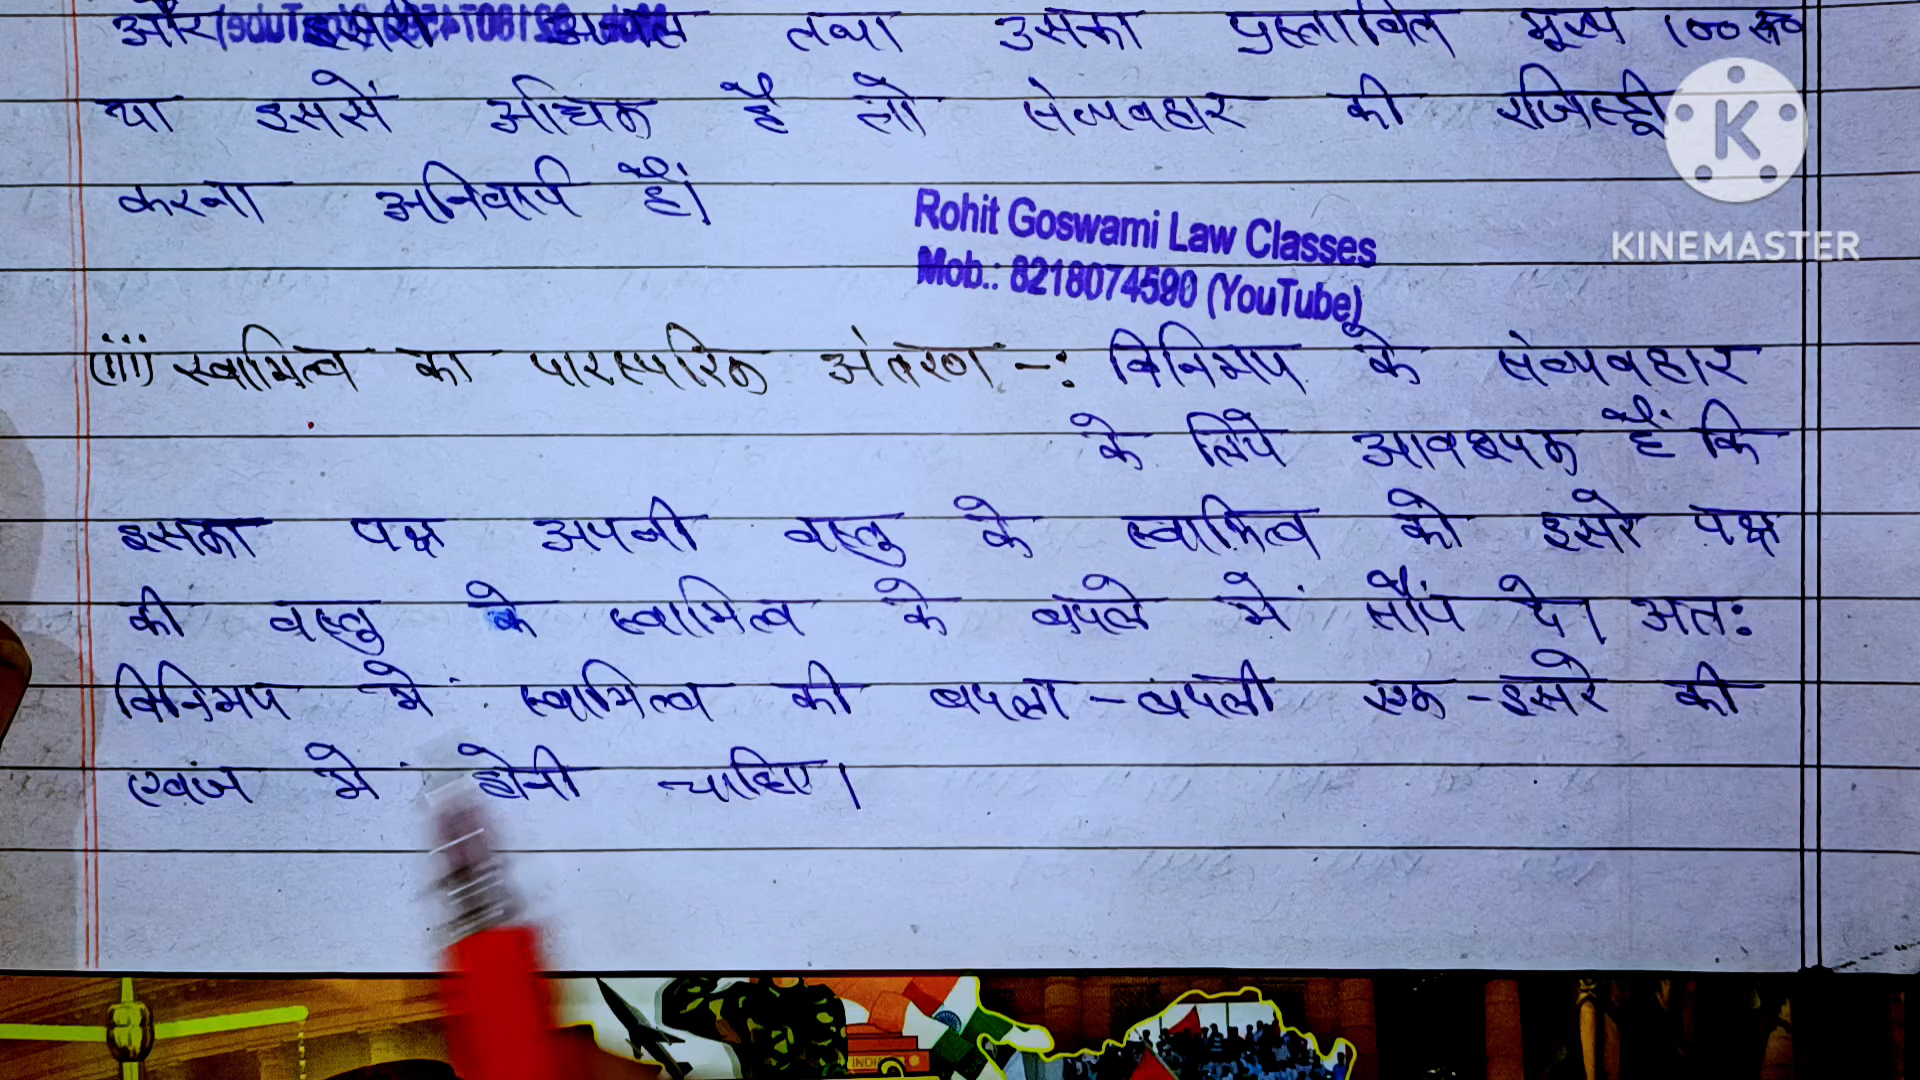 और तथा उसका प्रस्तावित मूल्य 100 रू०
या इससें अधिक है तो संव्यवहार की रजिस्ट्री
करना अनिवार्य है।
Rohit Goswami Law Classes
Mob.: 8218074590 (YouTube)
KINEMASTER
(iii) स्वामित्व का पारस्परिक अंतरण -: विनिमय के संव्यवहार
के लिये आवश्यक है कि
इसका पक्ष अपनी वस्तु के स्वामित्व को दूसरे पक्ष
की वस्तु के स्वामित्व के बदले में सौंप दे। अतः
विनिमय में स्वामित्व की बदला-बदली एक-दूसरे की
एवज में होनी चाहिए।